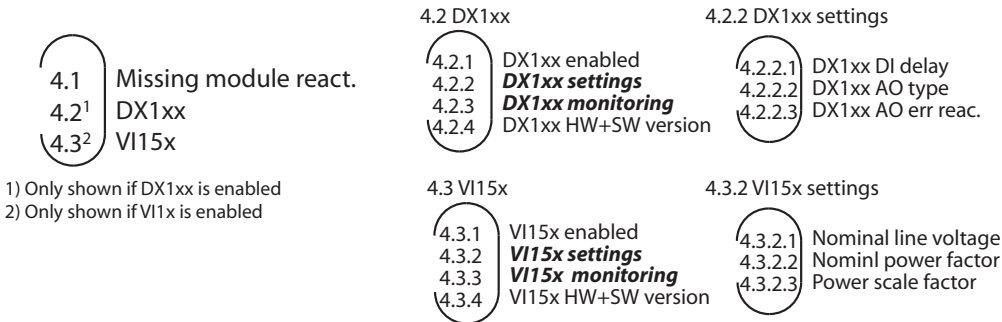 4.1 Missing module react.
4.2¹ DX1xx
4.3² VI15x
1) Only shown if DX1xx is enabled
2) Only shown if VI1x is enabled
4.2 DX1xx
4.2.1 DX1xx enabled
4.2.2 DX1xx settings
4.2.3 DX1xx monitoring
4.2.4 DX1xx HW+SW version
4.2.2 DX1xx settings
4.2.2.1 DX1xx DI delay
4.2.2.2 DX1xx AO type
4.2.2.3 DX1xx AO err reac.
4.3 VI15x
4.3.1 VI15x enabled
4.3.2 VI15x settings
4.3.3 VI15x monitoring
4.3.4 VI15x HW+SW version
4.3.2 VI15x settings
4.3.2.1 Nominal line voltage
4.3.2.2 Nominl power factor
4.3.2.3 Power scale factor